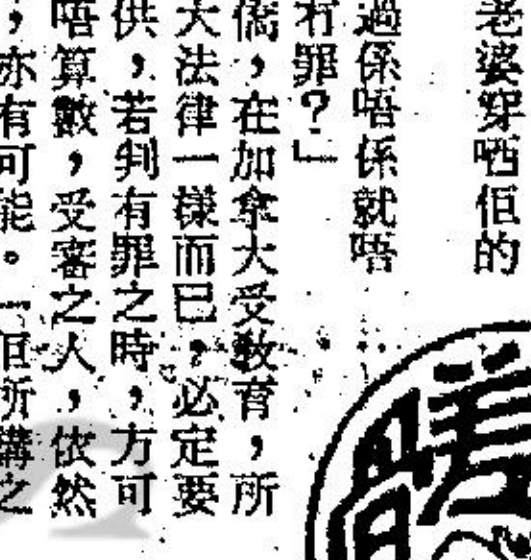 老婆穿哂佢的
過係唔係就唔
有罪？」
僑，在加拿大受教育，所
大法律一樣而已，必定要
供，若判有罪之時，方可
唔算數，受審之人，依然
，亦有可能。「佢所講之